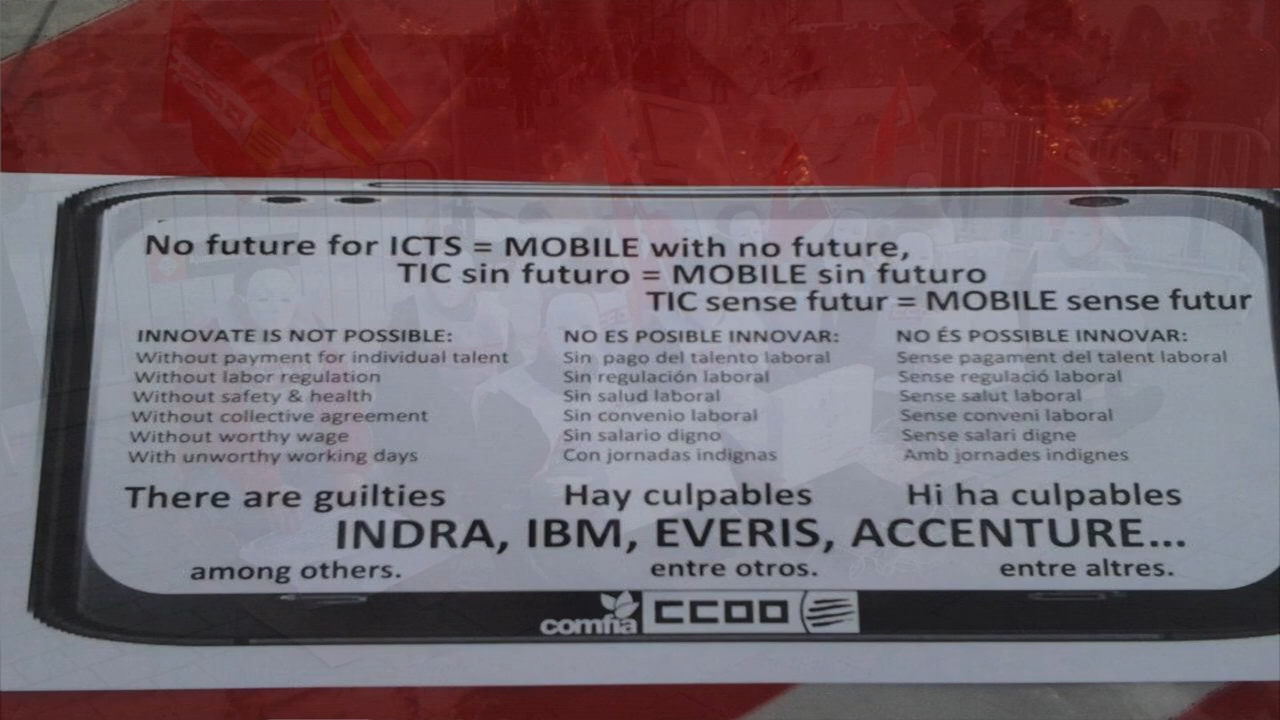 No future for ICTS = MOBILE with no future,
TIC sin futuro = MOBILE sin futuro
TIC sense futur = MOBILE sense futur
INNOVATE IS NOT POSSIBLE:
Without payment for individual talent
Without labor regulation
Without safety & health
Without collective agreement
Without worthy wage
With unworthy working days
NO ES POSIBLE INNOVAR:
Sin pago del talento laboral
Sin regulación laboral
Sin salud laboral
Sin convenio laboral
Sin salario digno
Con jornadas indignas
NO ÉS POSSIBLE INNOVAR:
Sense pagament del talent laboral
Sense regulació laboral
Sense salut laboral
Sense conveni laboral
Sense salari digne
Amb jornades indignes
There are guilties
Hay culpables
Hi ha culpables
INDRA, IBM, EVERIS, ACCENTURE...
among others.
entre otros.
entre altres.
comfia CCOO